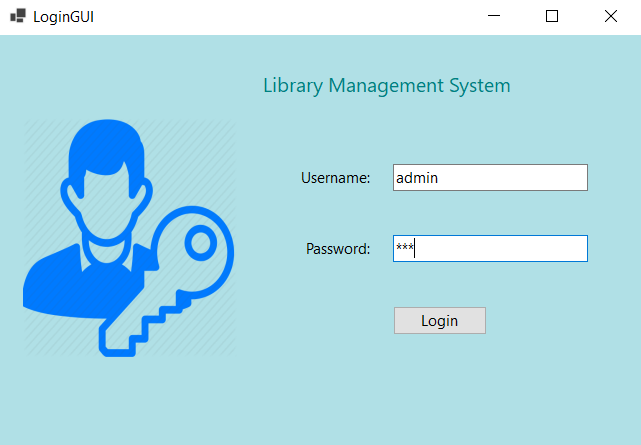 LoginGUI
Library Management System
Username: admin
Password: ***
Login